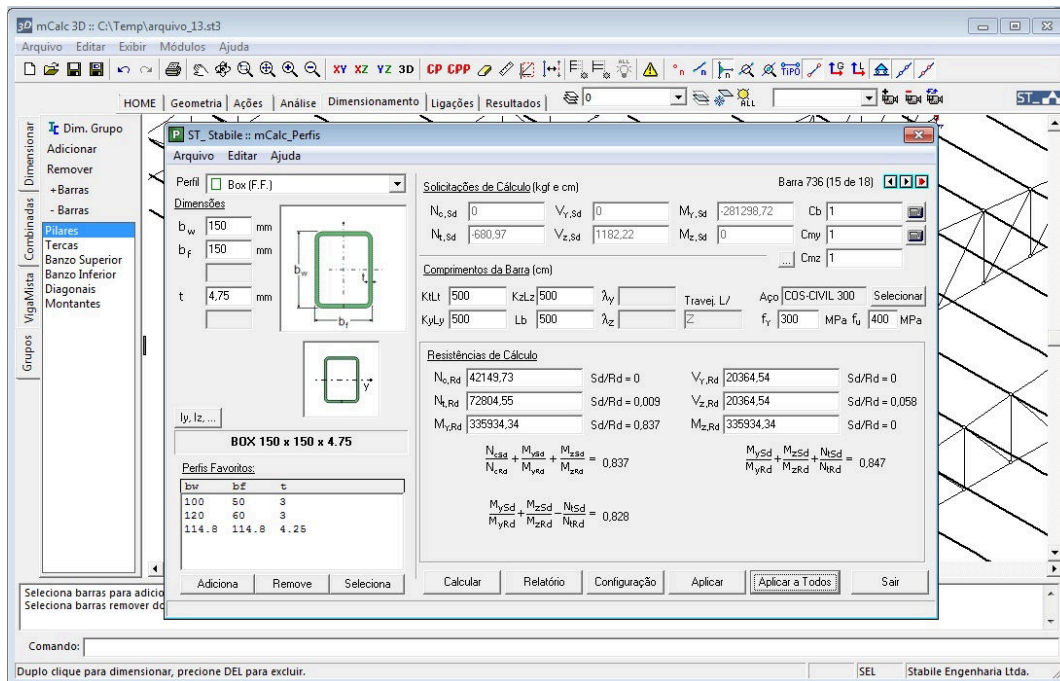 mCalc 3D :: C:\Temp\arquivo_13.st3
Arquivo Editar Exibir Módulos Ajuda
XY XZ YZ 3D CP CPP
HOME Geometria Ações Análise Dimensionamento Ligações Resultados 0 ALL ST_
Dimensionar
Combinadas
VigaMista
Grupos
Dim. Grupo
Adicionar
Remover
+Barras
- Barras
Pilares
Tercas
Banzo Superior
Banzo Inferior
Diagonais
Montantes
ST_ Stabile :: mCalc_Perfis
Arquivo Editar Ajuda
Perfil Box (F.F.)
Dimensões
bw 150 mm
bf 150 mm
t 4,75 mm
bw
t
bf
y
Iy, Iz, ...
BOX 150 x 150 x 4.75
Perfis Favoritos:
bw bf t
100 50 3
120 60 3
114.8 114.8 4.25
Adiciona Remove Seleciona
Solicitações de Cálculo (kgf e cm) Barra 736 (15 de 18)
Nc,Sd 0 VY,Sd 0 MY,Sd -281298,72 Cb 1
Nt,Sd -680,97 Vz,Sd 1182,22 Mz,Sd 0 Cmy 1
... Cmz 1
Comprimentos da Barra (cm)
KtLt 500 KzLz 500 λy Travej. L/ Aço COS-CIVIL 300 Selecionar
KyLy 500 Lb 500 λz Z fY 300 MPa fu 400 MPa
Resistências de Cálculo
Nc,Rd 42149,73 Sd/Rd = 0 VY,Rd 20364,54 Sd/Rd = 0
Nt,Rd 72804,55 Sd/Rd = 0,009 Vz,Rd 20364,54 Sd/Rd = 0,058
My,Rd 335934,34 Sd/Rd = 0,837 Mz,Rd 335934,34 Sd/Rd = 0
NcSd/NcRd + MySd/MyRd + MzSd/MzRd = 0,837 MySd/MyRd + MzSd/MzRd + NtSd/NtRd = 0,847
MySd/MyRd + MzSd/MzRd - NtSd/NtRd = 0,828
Calcular Relatório Configuração Aplicar Aplicar a Todos Sair
Seleciona barras para adicio
Seleciona barras remover do
Comando:
Duplo clique para dimensionar, precione DEL para excluir. SEL Stabile Engenharia Ltda.